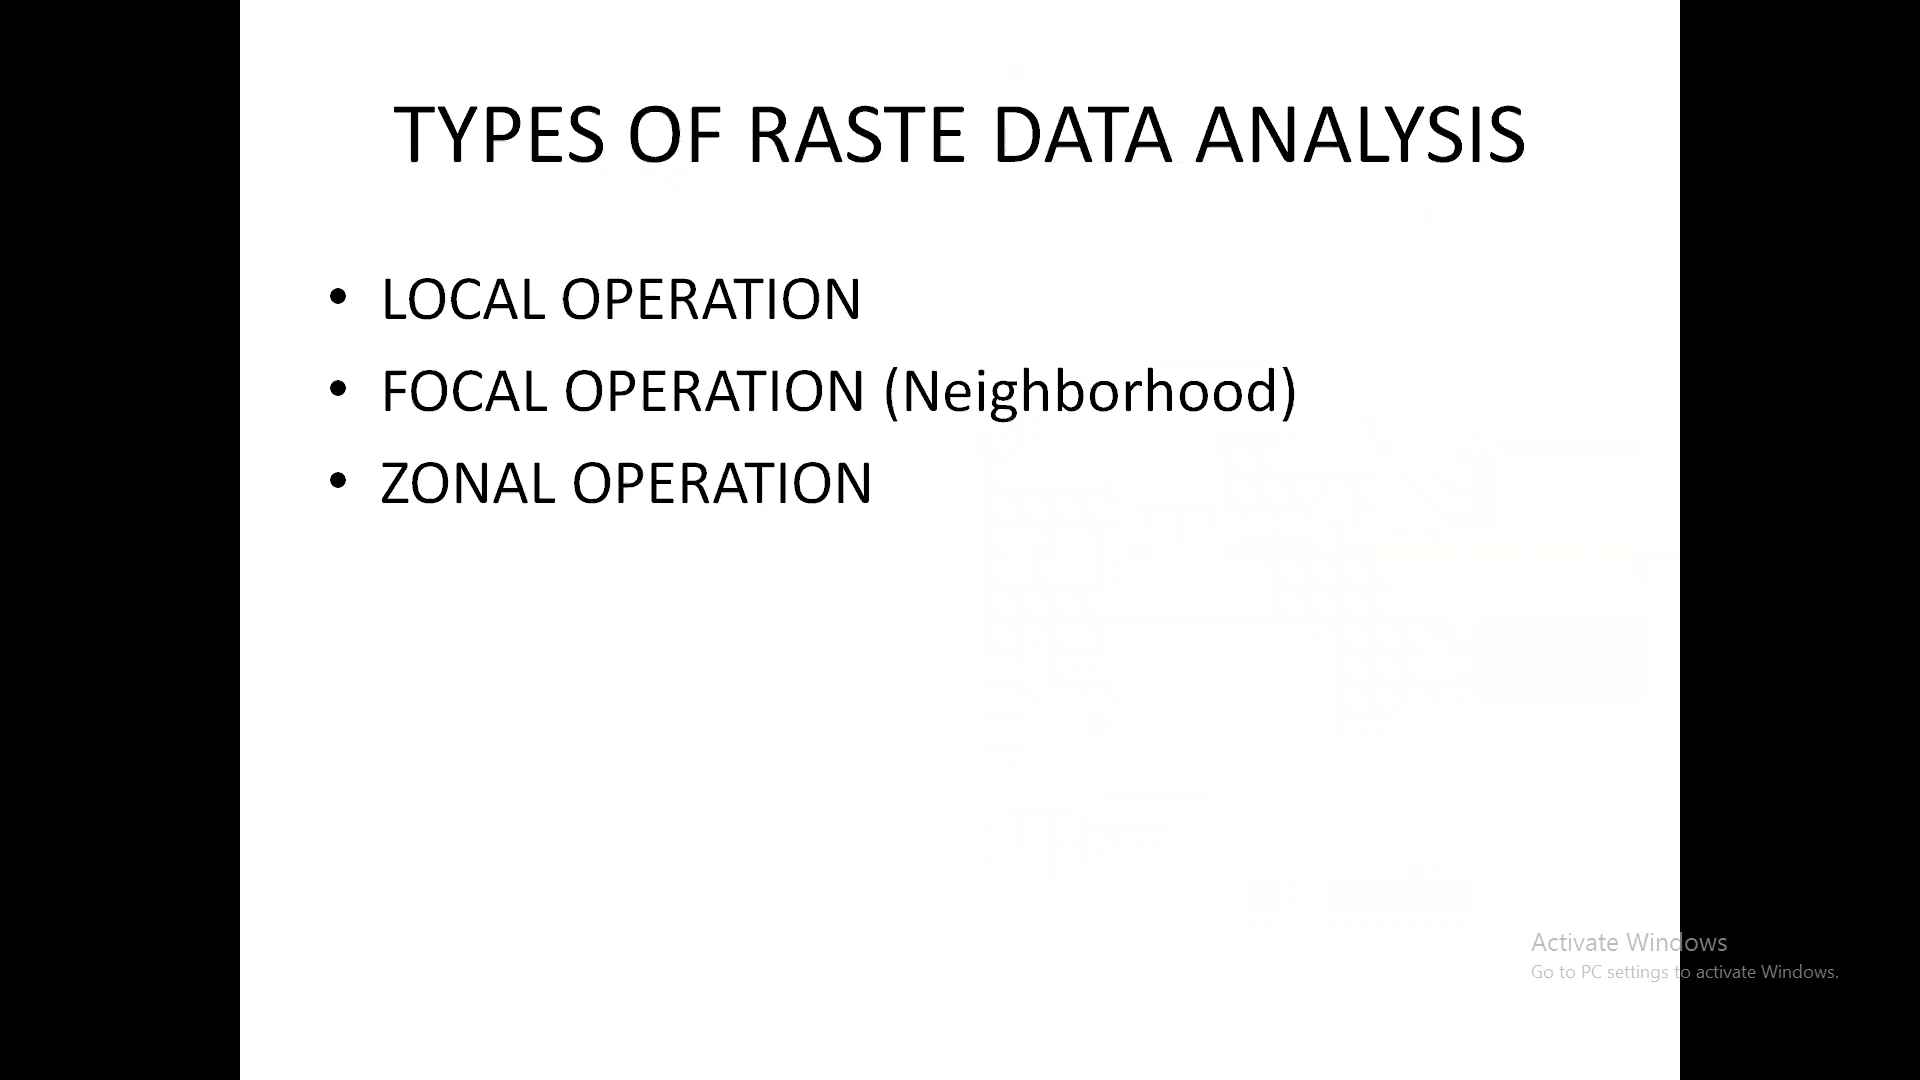 TYPES OF RASTE DATA ANALYSIS
• LOCAL OPERATION
• FOCAL OPERATION (Neighborhood)
• ZONAL OPERATION
Activate Windows
Go to PC settings to activate Windows.